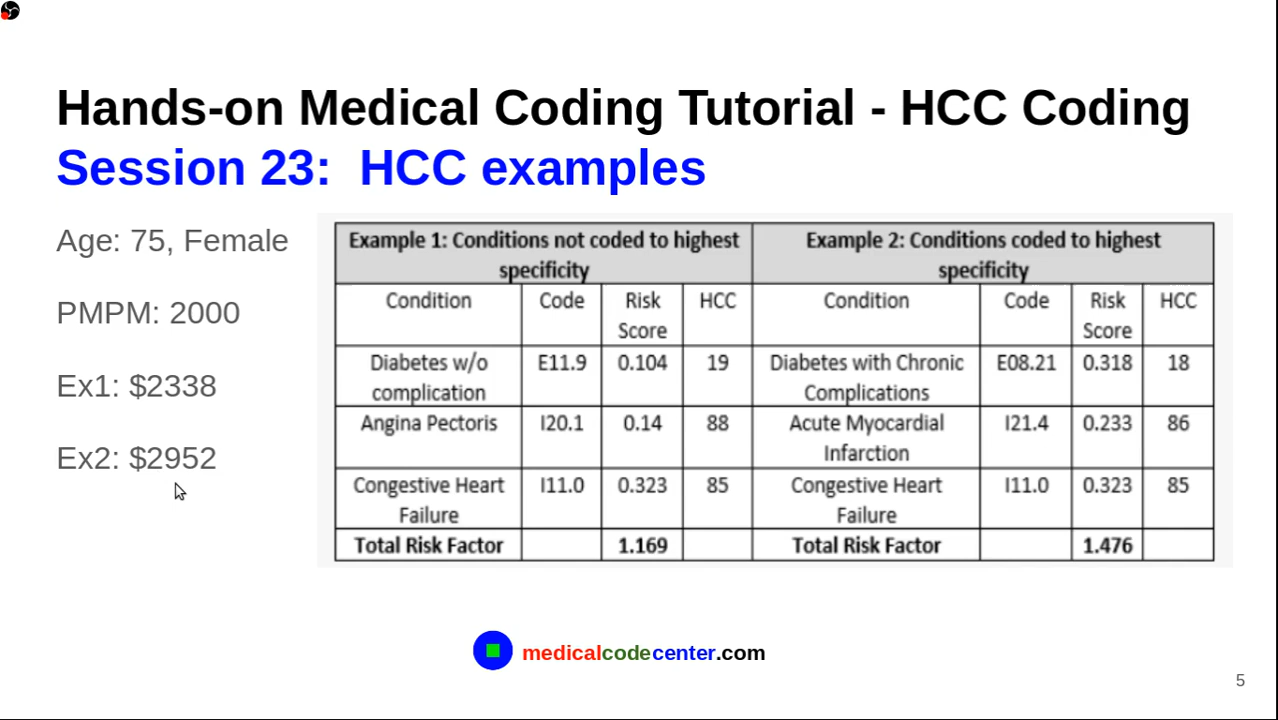 Hands-on Medical Coding Tutorial - HCC Coding
Session 23: HCC examples
Age: 75, Female
PMPM: 2000
Ex1: $2338
Ex2: $2952
Example 1: Conditions not coded to highest specificity Example 2: Conditions coded to highest specificity
Condition Code Risk Score HCC Condition Code Risk Score HCC
Diabetes w/o complication E11.9 0.104 19 Diabetes with Chronic Complications E08.21 0.318 18
Angina Pectoris I20.1 0.14 88 Acute Myocardial Infarction I21.4 0.233 86
Congestive Heart Failure I11.0 0.323 85 Congestive Heart Failure I11.0 0.323 85
Total Risk Factor 1.169 Total Risk Factor 1.476
medicalcodecenter.com
5